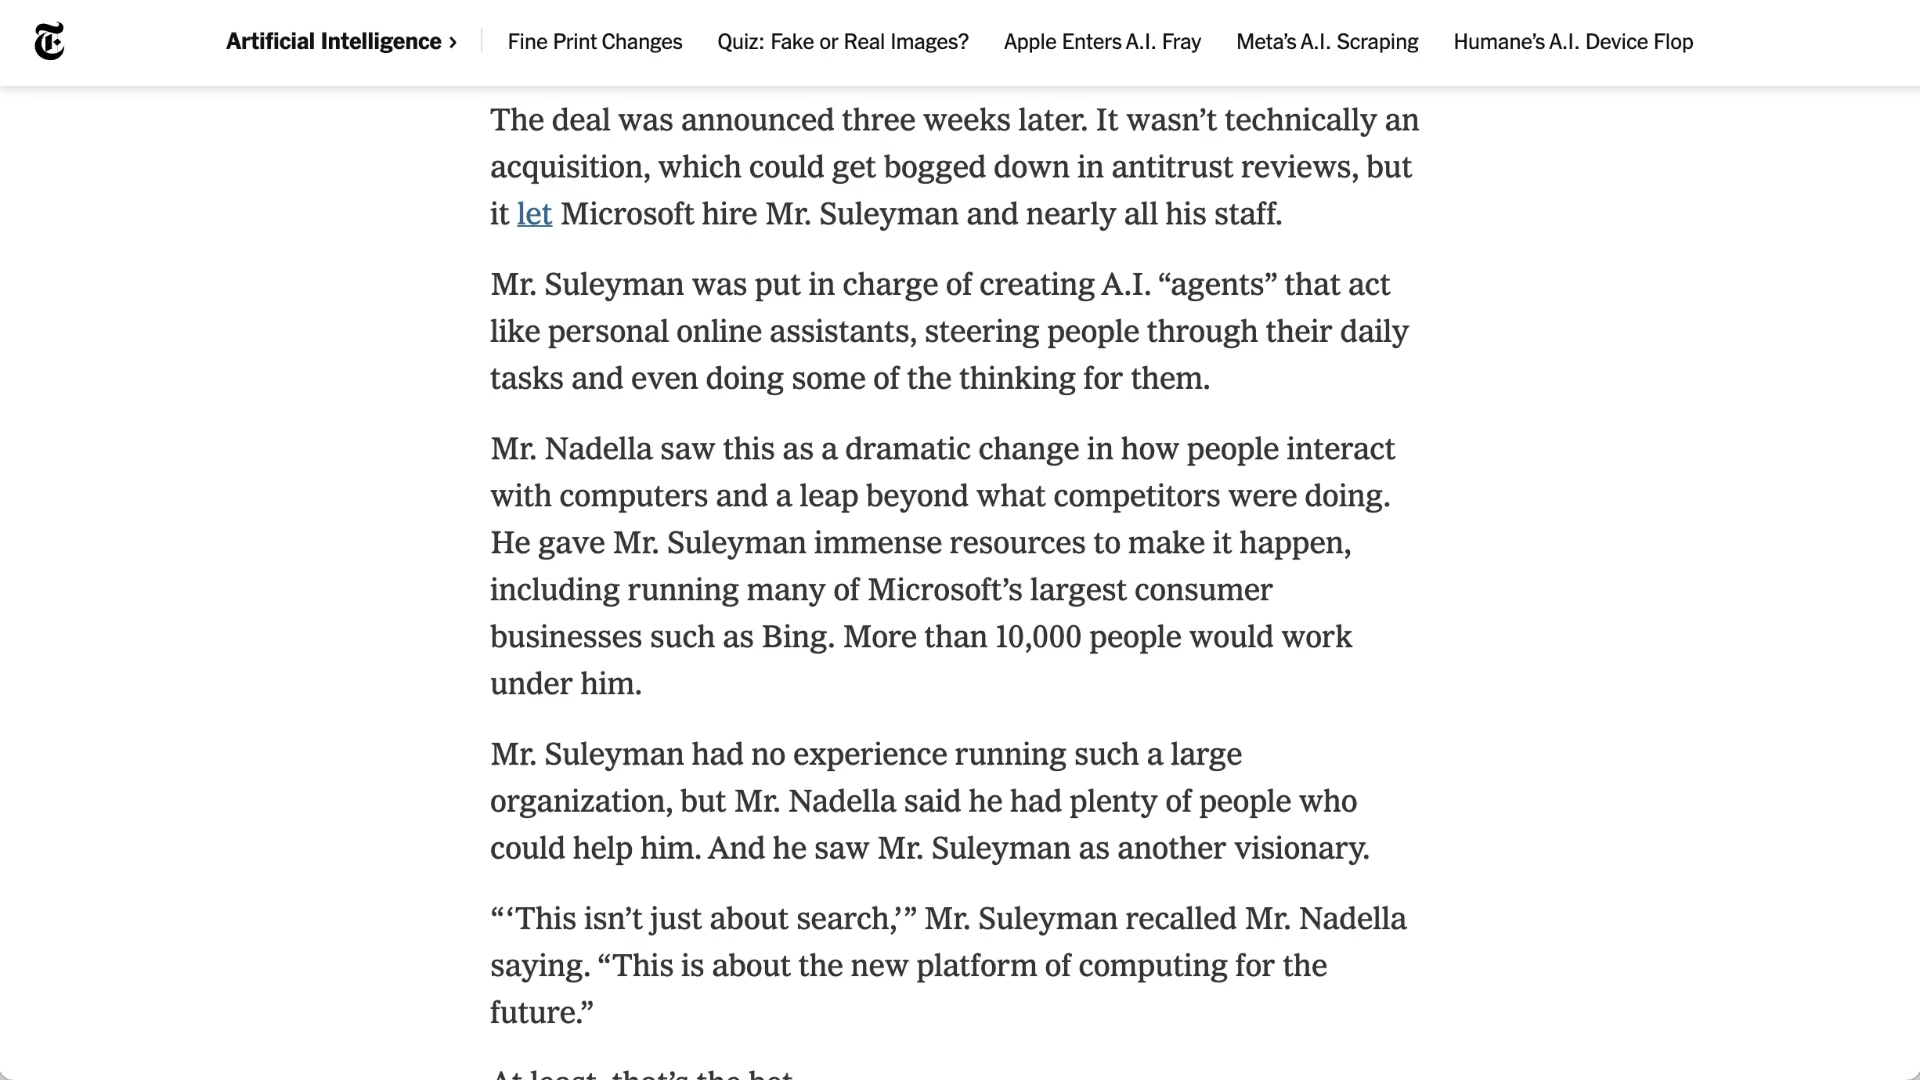 Artificial Intelligence › Fine Print Changes Quiz: Fake or Real Images? Apple Enters A.I. Fray Meta’s A.I. Scraping Humane’s A.I. Device Flop
The deal was announced three weeks later. It wasn’t technically an
acquisition, which could get bogged down in antitrust reviews, but
it let Microsoft hire Mr. Suleyman and nearly all his staff.
Mr. Suleyman was put in charge of creating A.I. “agents” that act
like personal online assistants, steering people through their daily
tasks and even doing some of the thinking for them.
Mr. Nadella saw this as a dramatic change in how people interact
with computers and a leap beyond what competitors were doing.
He gave Mr. Suleyman immense resources to make it happen,
including running many of Microsoft’s largest consumer
businesses such as Bing. More than 10,000 people would work
under him.
Mr. Suleyman had no experience running such a large
organization, but Mr. Nadella said he had plenty of people who
could help him. And he saw Mr. Suleyman as another visionary.
“‘This isn’t just about search,’” Mr. Suleyman recalled Mr. Nadella
saying. “This is about the new platform of computing for the
future.”
At least, that’s the bet